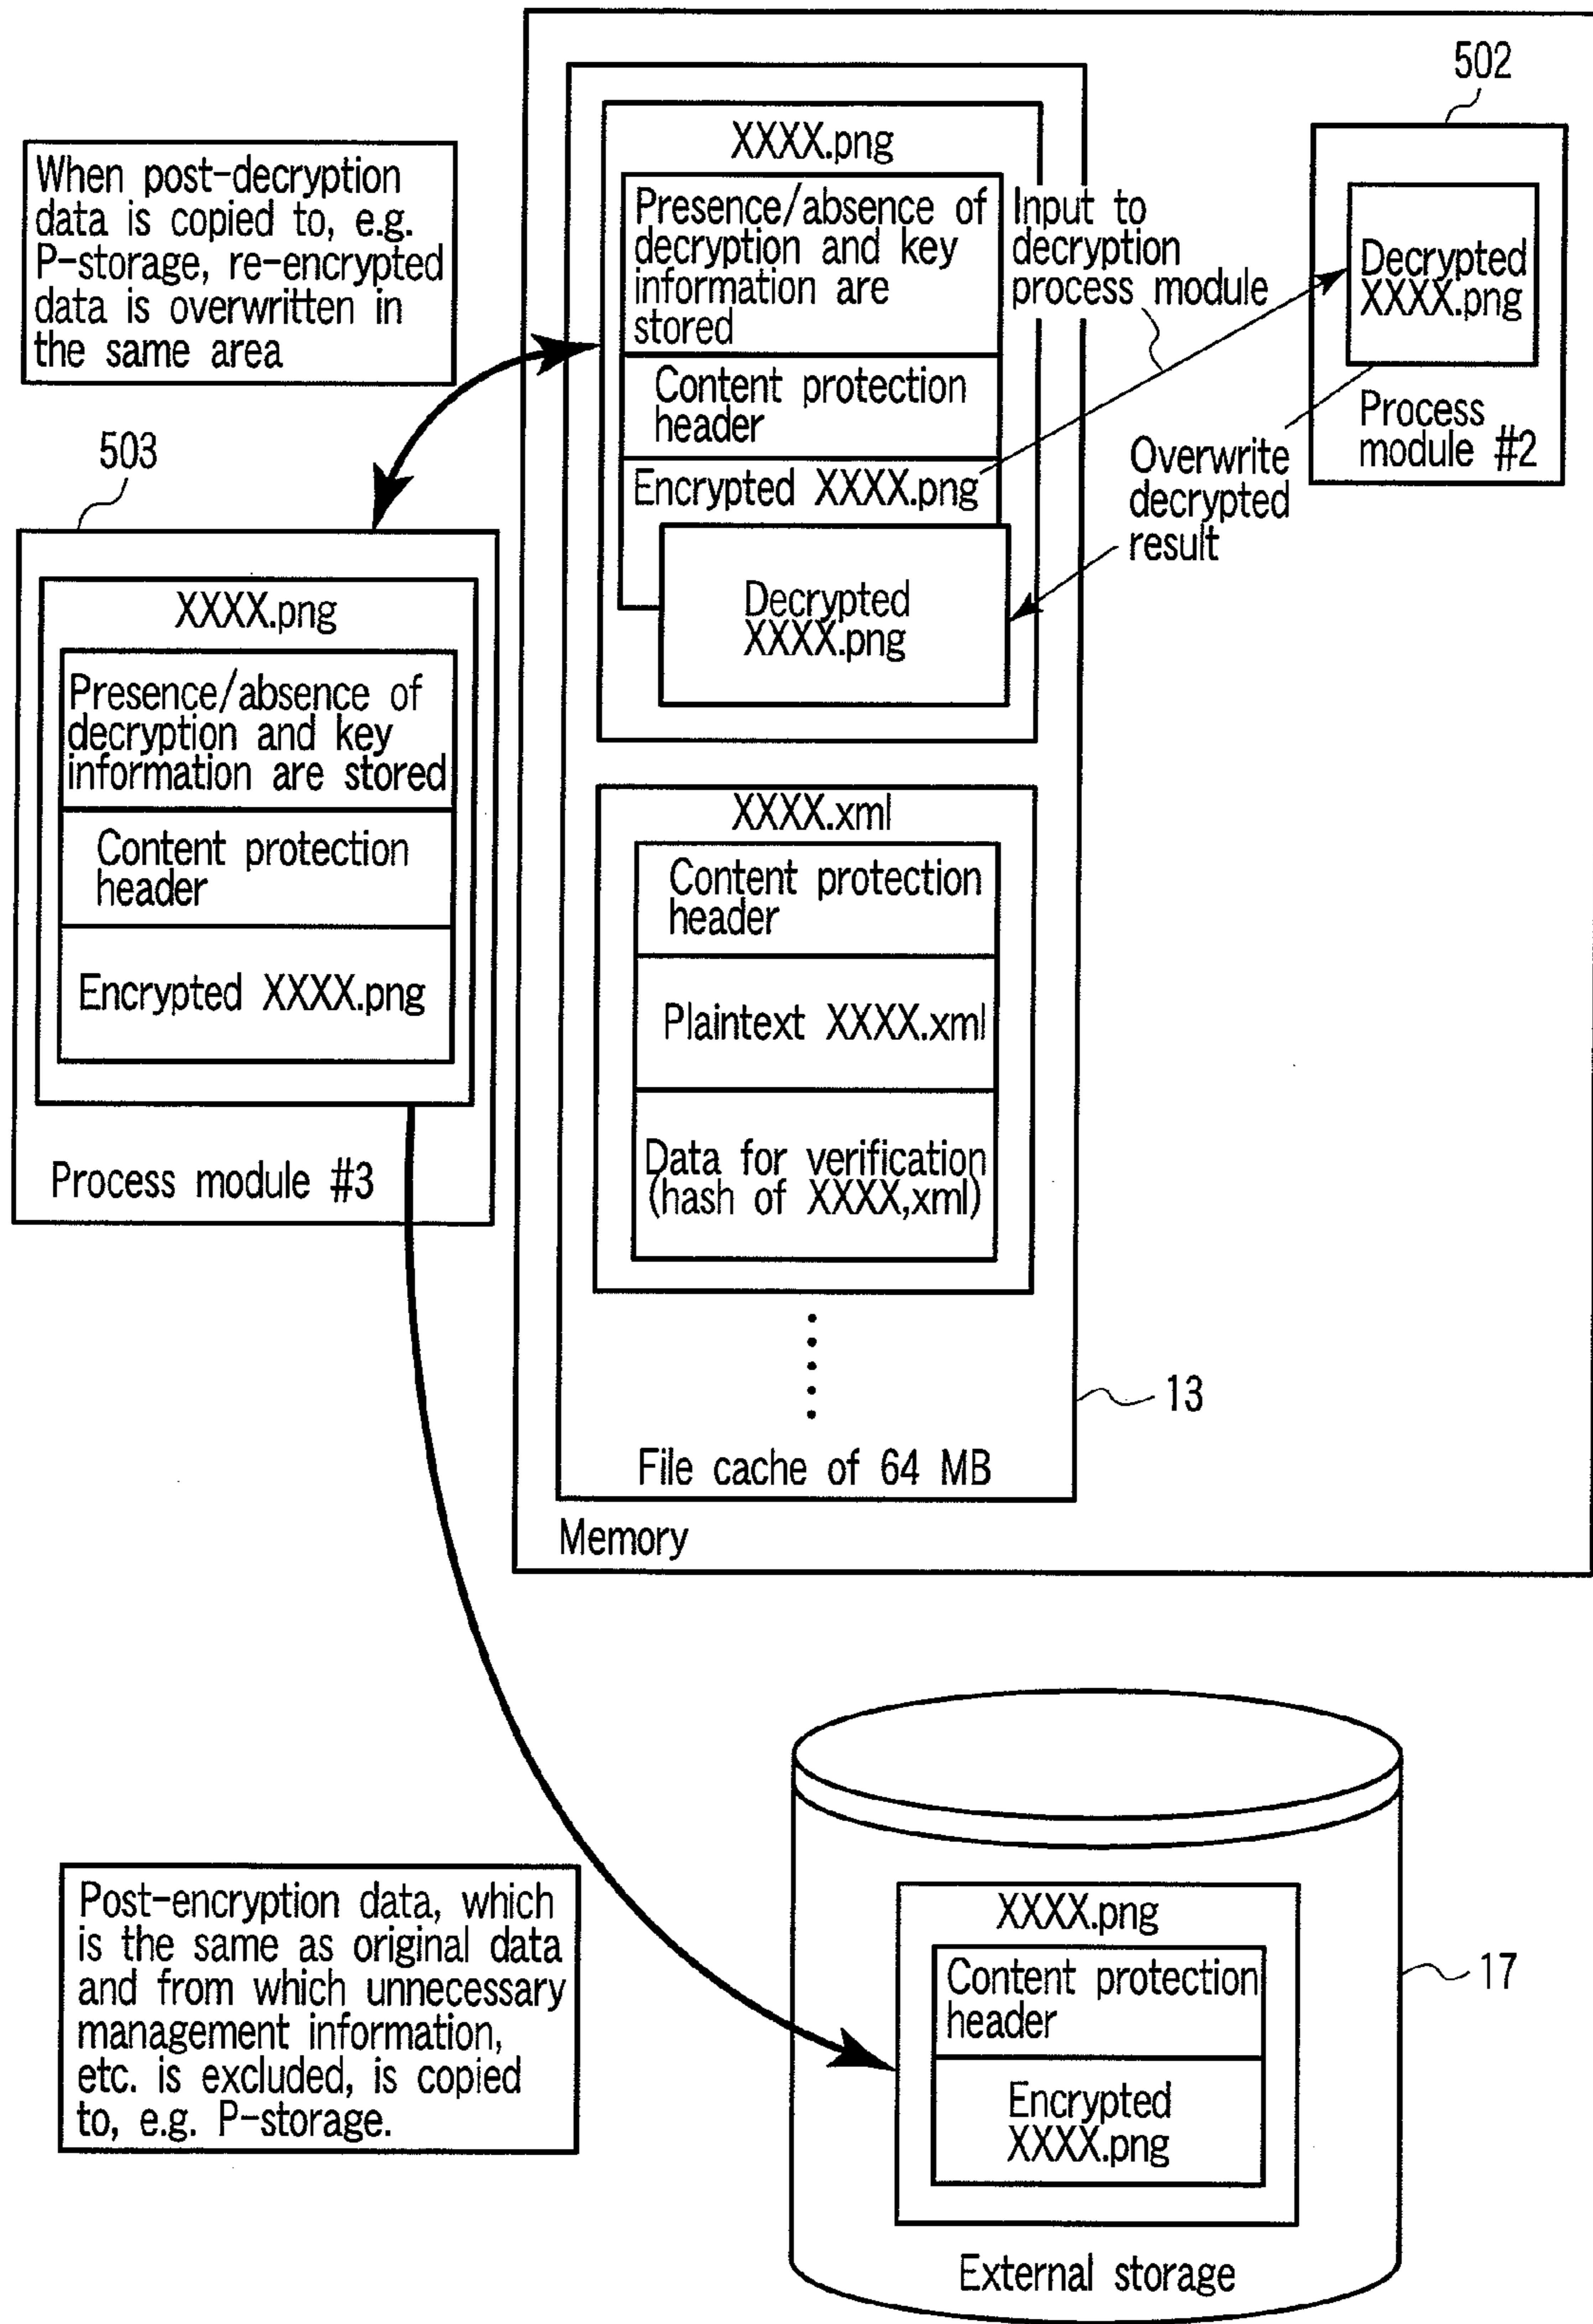 502
XXXX.png
When post-decryption
data is copied to, e.g.
P-storage, re-encrypted
data is overwritten in
the same area
Presence/absence of
decryption and key
information are
stored
Input to
decryption
process module
Decrypted
XXXX.png
Content protection
header
Process
module #2
503
Encrypted XXXX.png
Overwrite
decrypted
result
Decrypted
XXXX.png
XXXX.png
Presence/absence of
decryption and key
information are stored
Content protection
header
Encrypted XXXX.png
Process module #3
XXXX.xml
Content protection
header
Plaintext XXXX.xml
Data for verification
(hash of XXXX,xml)
13
File cache of 64 MB
Memory
Post-encryption data, which
is the same as original data
and from which unnecessary
management information,
etc. is excluded, is copied
to, e.g. P-storage.
XXXX.png
Content protection
header
Encrypted
XXXX.png
17
External storage